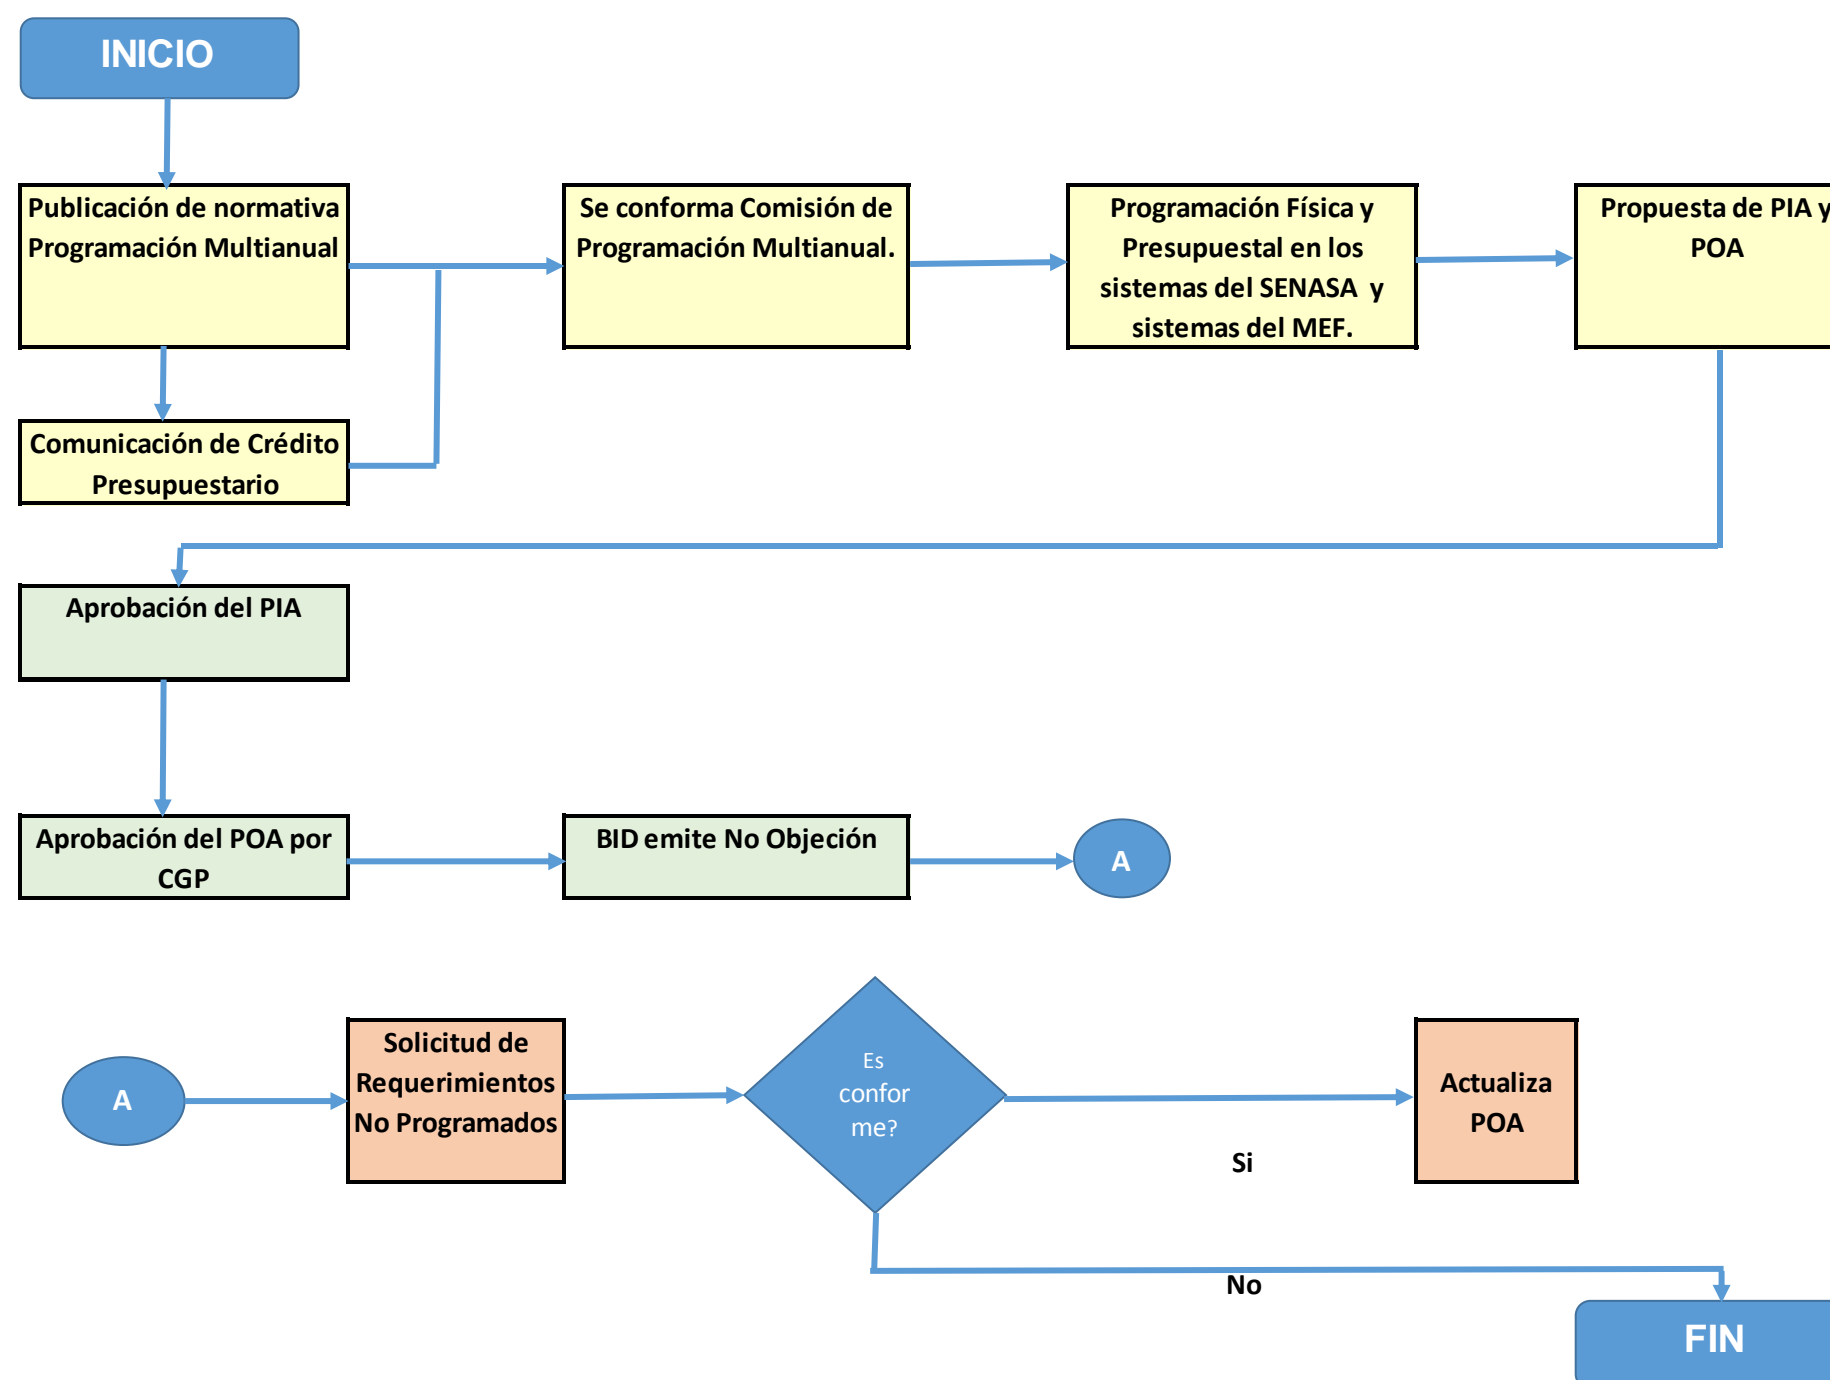 INICIO
Publicación de normativa
Programación Multianual
Se conforma Comisión de
Programación Multianual.
Programación Física y
Presupuestal en los
sistemas del SENASA y
sistemas del MEF.
Propuesta de PIA y
POA
Comunicación de Crédito
Presupuestario
Aprobación del PIA
Aprobación del POA por
CGP
BID emite No Objeción
A
A
Solicitud de
Requerimientos
No Programados
Es
confor
me?
Si
Actualiza
POA
No
FIN